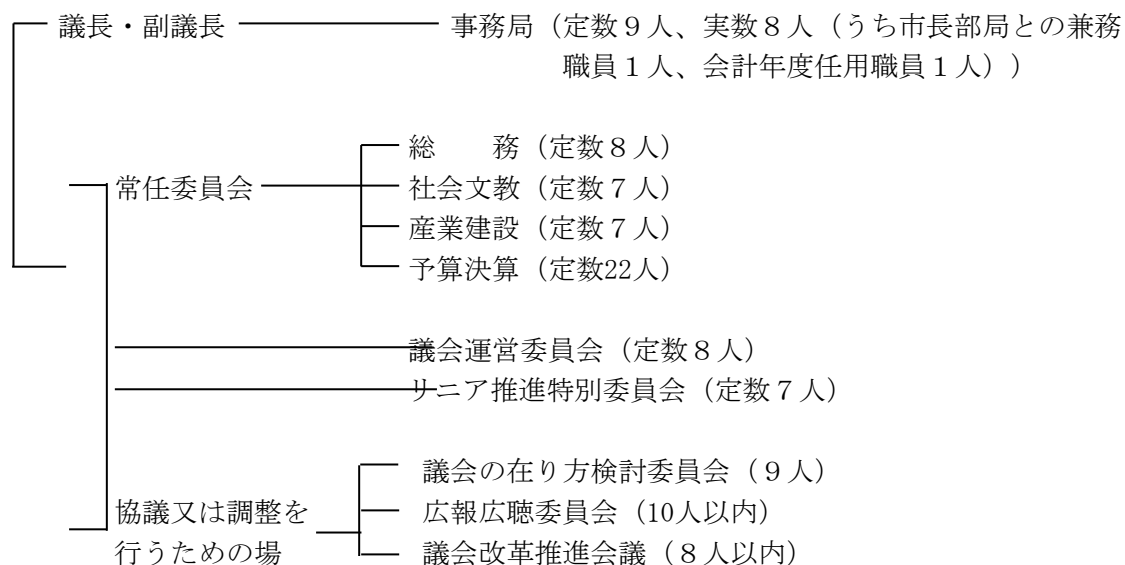 議長・副議長 事務局（定数９人、実数８人（うち市長部局との兼務
職員１人、会計年度任用職員１人））
総　　務（定数８人）
常任委員会 社会文教（定数７人）
産業建設（定数７人）
予算決算（定数22人）
議会運営委員会（定数８人）
リニア推進特別委員会（定数７人）
議会の在り方検討委員会（９人）
協議又は調整を 広報広聴委員会（10人以内）
行うための場 議会改革推進会議（８人以内）